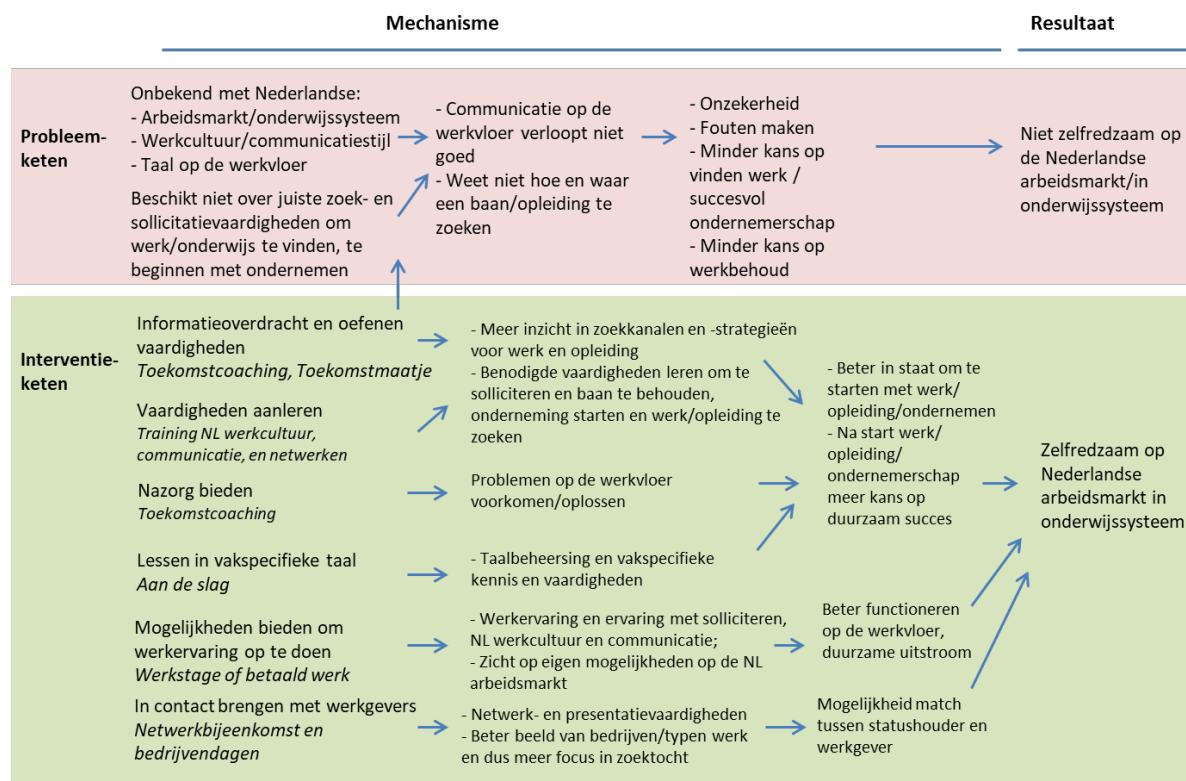 Mechanisme
Resultaat
Probleem-
keten
Onbekend met Nederlandse:
- Arbeidsmarkt/onderwijssysteem
- Werkcultuur/communicatiestijl
- Taal op de werkvloer
Beschikt niet over juiste zoek- en
sollicitatievaardigheden om
werk/onderwijs te vinden, te
beginnen met ondernemen
- Communicatie op de
werkvloer verloopt niet
goed
- Weet niet hoe en waar
een baan/opleiding te
zoeken
- Onzekerheid
- Fouten maken
- Minder kans op
vinden werk /
succesvol
ondernemerschap
- Minder kans op
werkbehoud
Niet zelfredzaam op
de Nederlandse
arbeidsmarkt/in
onderwijssysteem
Interventie-
keten
Informatieoverdracht en oefenen
vaardigheden
Toekomstcoaching, Toekomstmaatje
Vaardigheden aanleren
Training NL werkcultuur,
communicatie, en netwerken
Nazorg bieden
Toekomstcoaching
Lessen in vakspecifieke taal
Aan de slag
Mogelijkheden bieden om
werkervaring op te doen
Werkstage of betaald werk
In contact brengen met werkgevers
Netwerkbijeenkomst en
bedrijvendagen
- Meer inzicht in zoekkanalen en -strategieën
voor werk en opleiding
- Benodigde vaardigheden leren om te
solliciteren en baan te behouden,
onderneming starten en werk/opleiding te
zoeken
Problemen op de werkvloer
voorkomen/oplossen
- Taalbeheersing en vakspecifieke
kennis en vaardigheden
- Werkervaring en ervaring met solliciteren,
NL werkcultuur en communicatie;
- Zicht op eigen mogelijkheden op de NL
arbeidsmarkt
- Netwerk- en presentatievaardigheden
- Beter beeld van bedrijven/typen werk
en dus meer focus in zoektocht
- Beter in staat om te
starten met werk/
opleiding/ondernemen
- Na start werk/
opleiding/
ondernemerschap
meer kans op
duurzaam succes
Beter functioneren
op de werkvloer,
duurzame uitstroom
Mogelijkheid match
tussen statushouder en
werkgever
Zelfredzaam op
Nederlandse
arbeidsmarkt in
onderwijssysteem